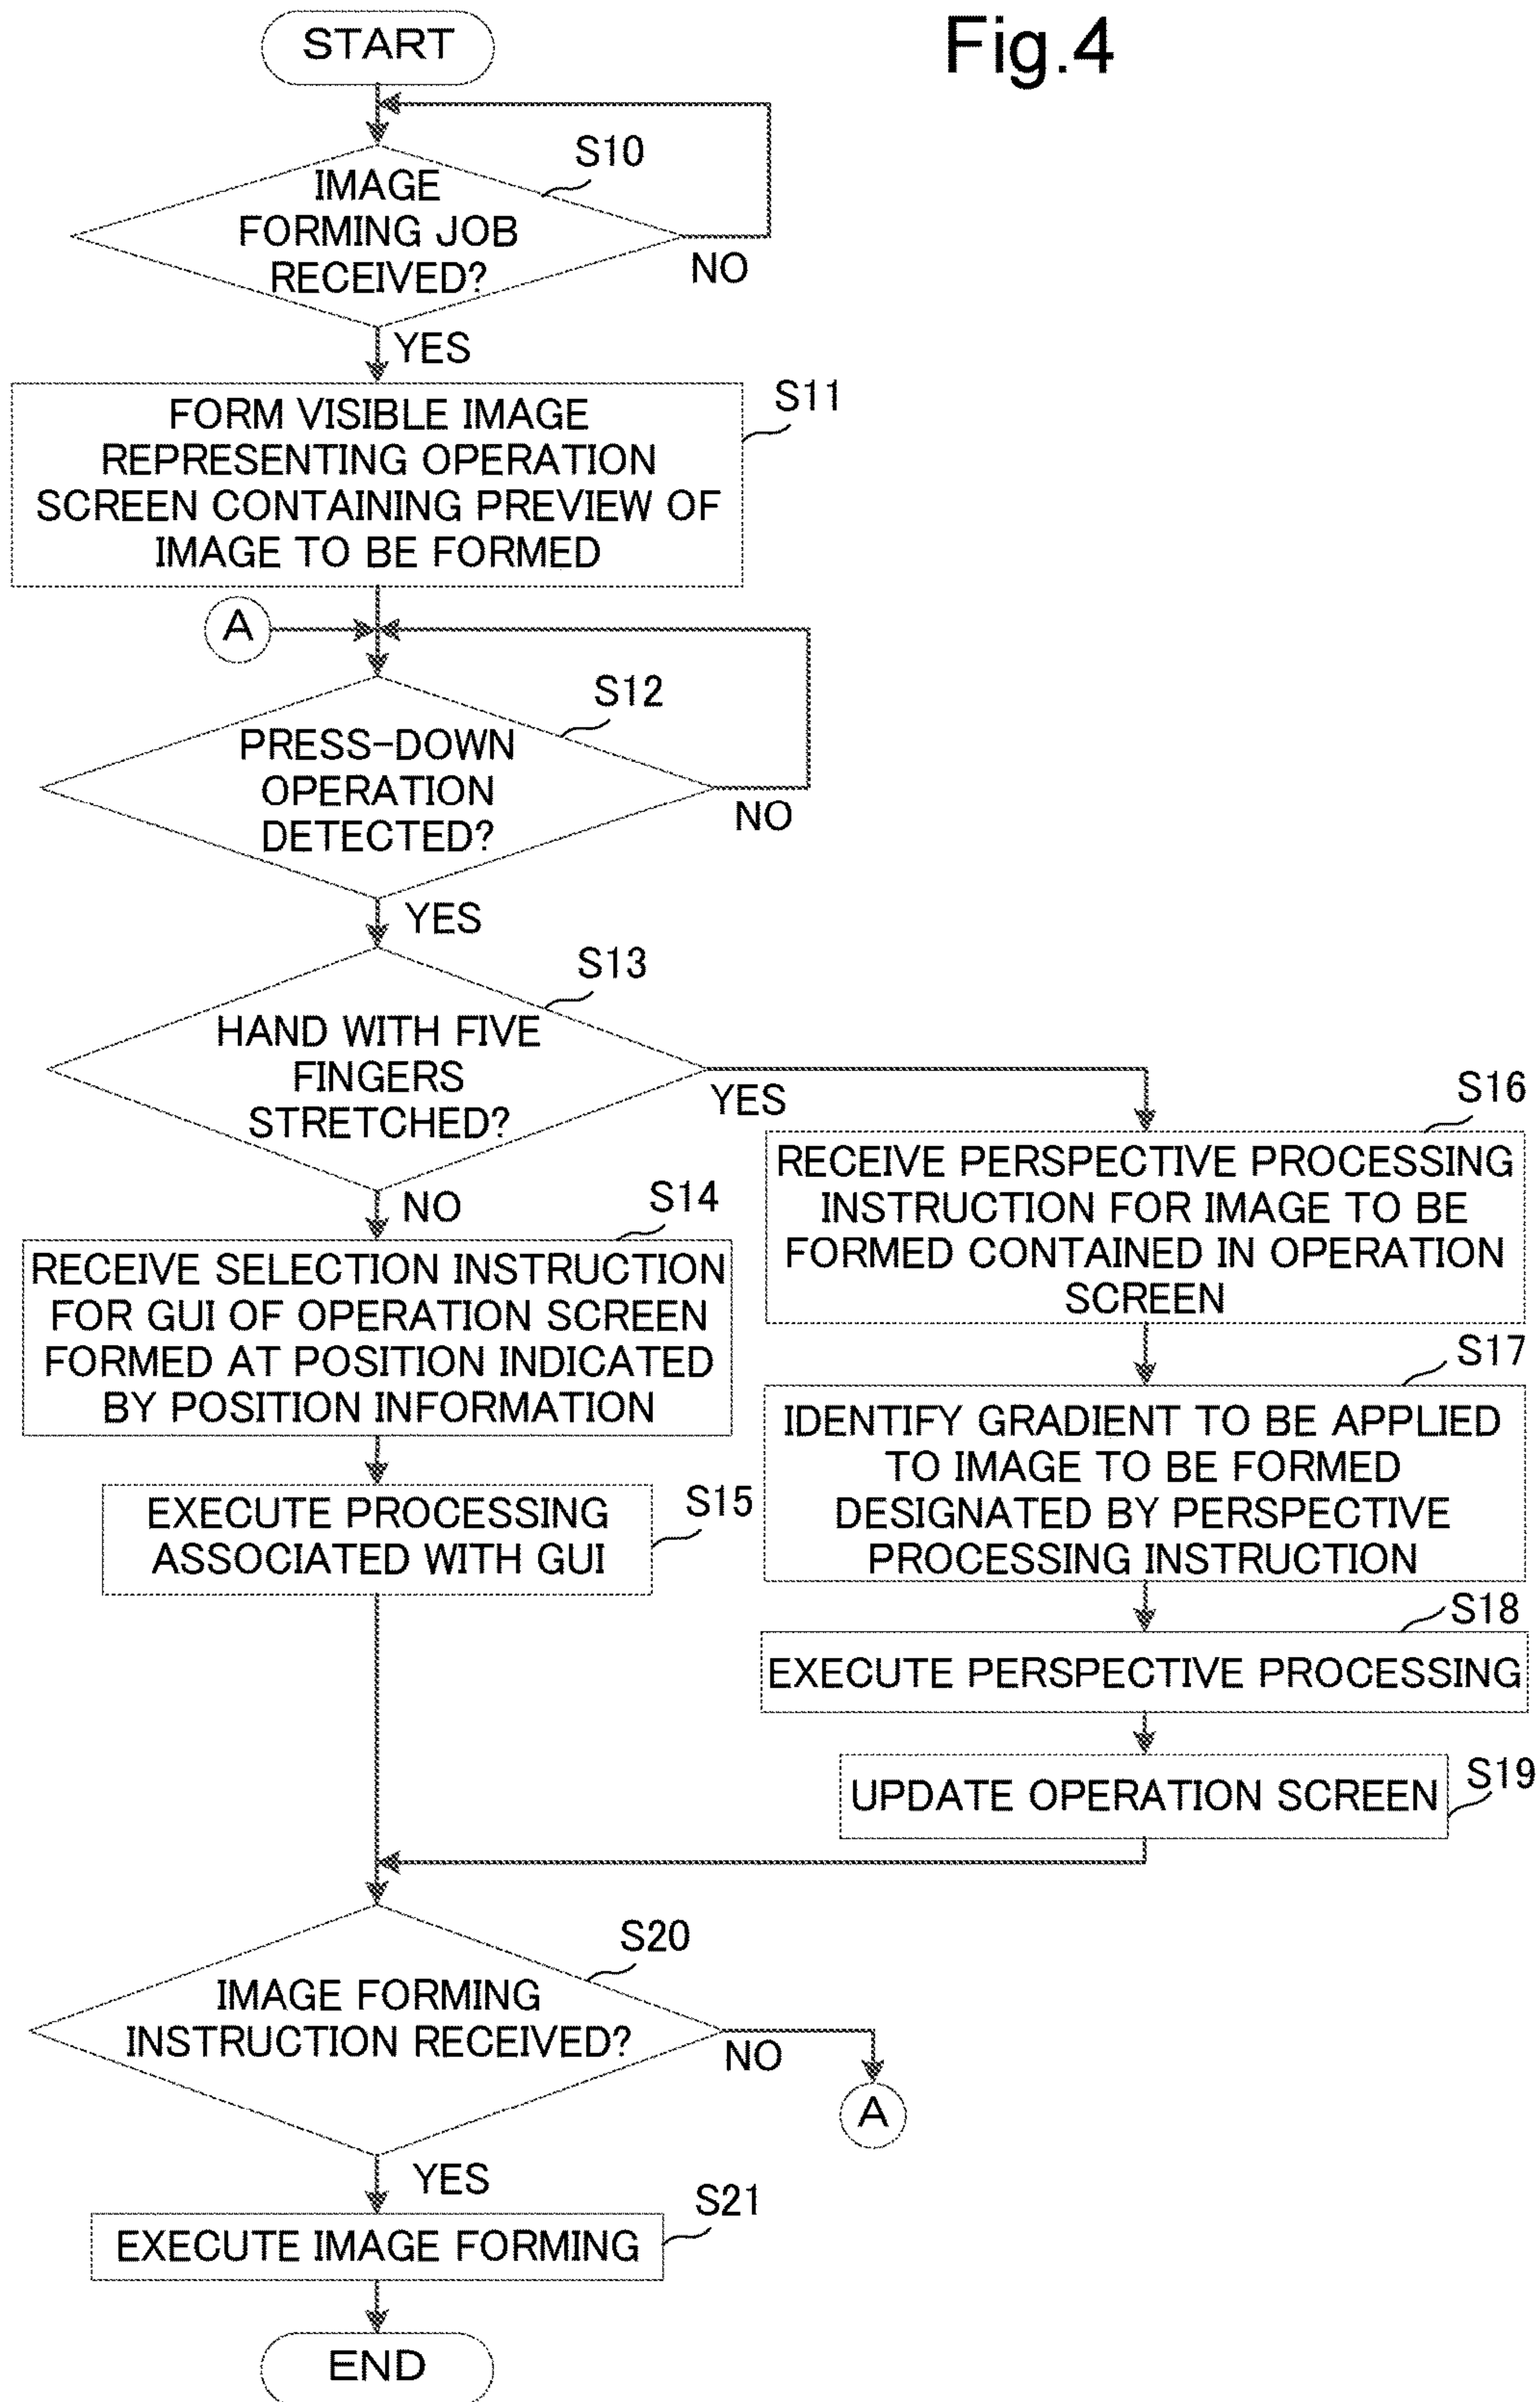 Fig.4
START
S10
IMAGE
FORMING JOB
RECEIVED?
NO
YES
S11
FORM VISIBLE IMAGE
REPRESENTING OPERATION
SCREEN CONTAINING PREVIEW OF
IMAGE TO BE FORMED
A
S12
PRESS-DOWN
OPERATION
DETECTED?
NO
YES
S13
HAND WITH FIVE
FINGERS
STRETCHED?
YES
NO
S14
RECEIVE SELECTION INSTRUCTION
FOR GUI OF OPERATION SCREEN
FORMED AT POSITION INDICATED
BY POSITION INFORMATION
S15
EXECUTE PROCESSING
ASSOCIATED WITH GUI
S16
RECEIVE PERSPECTIVE PROCESSING
INSTRUCTION FOR IMAGE TO BE
FORMED CONTAINED IN OPERATION
SCREEN
S17
IDENTIFY GRADIENT TO BE APPLIED
TO IMAGE TO BE FORMED
DESIGNATED BY PERSPECTIVE
PROCESSING INSTRUCTION
S18
EXECUTE PERSPECTIVE PROCESSING
S19
UPDATE OPERATION SCREEN
S20
IMAGE FORMING
INSTRUCTION RECEIVED?
NO
A
YES
S21
EXECUTE IMAGE FORMING
END